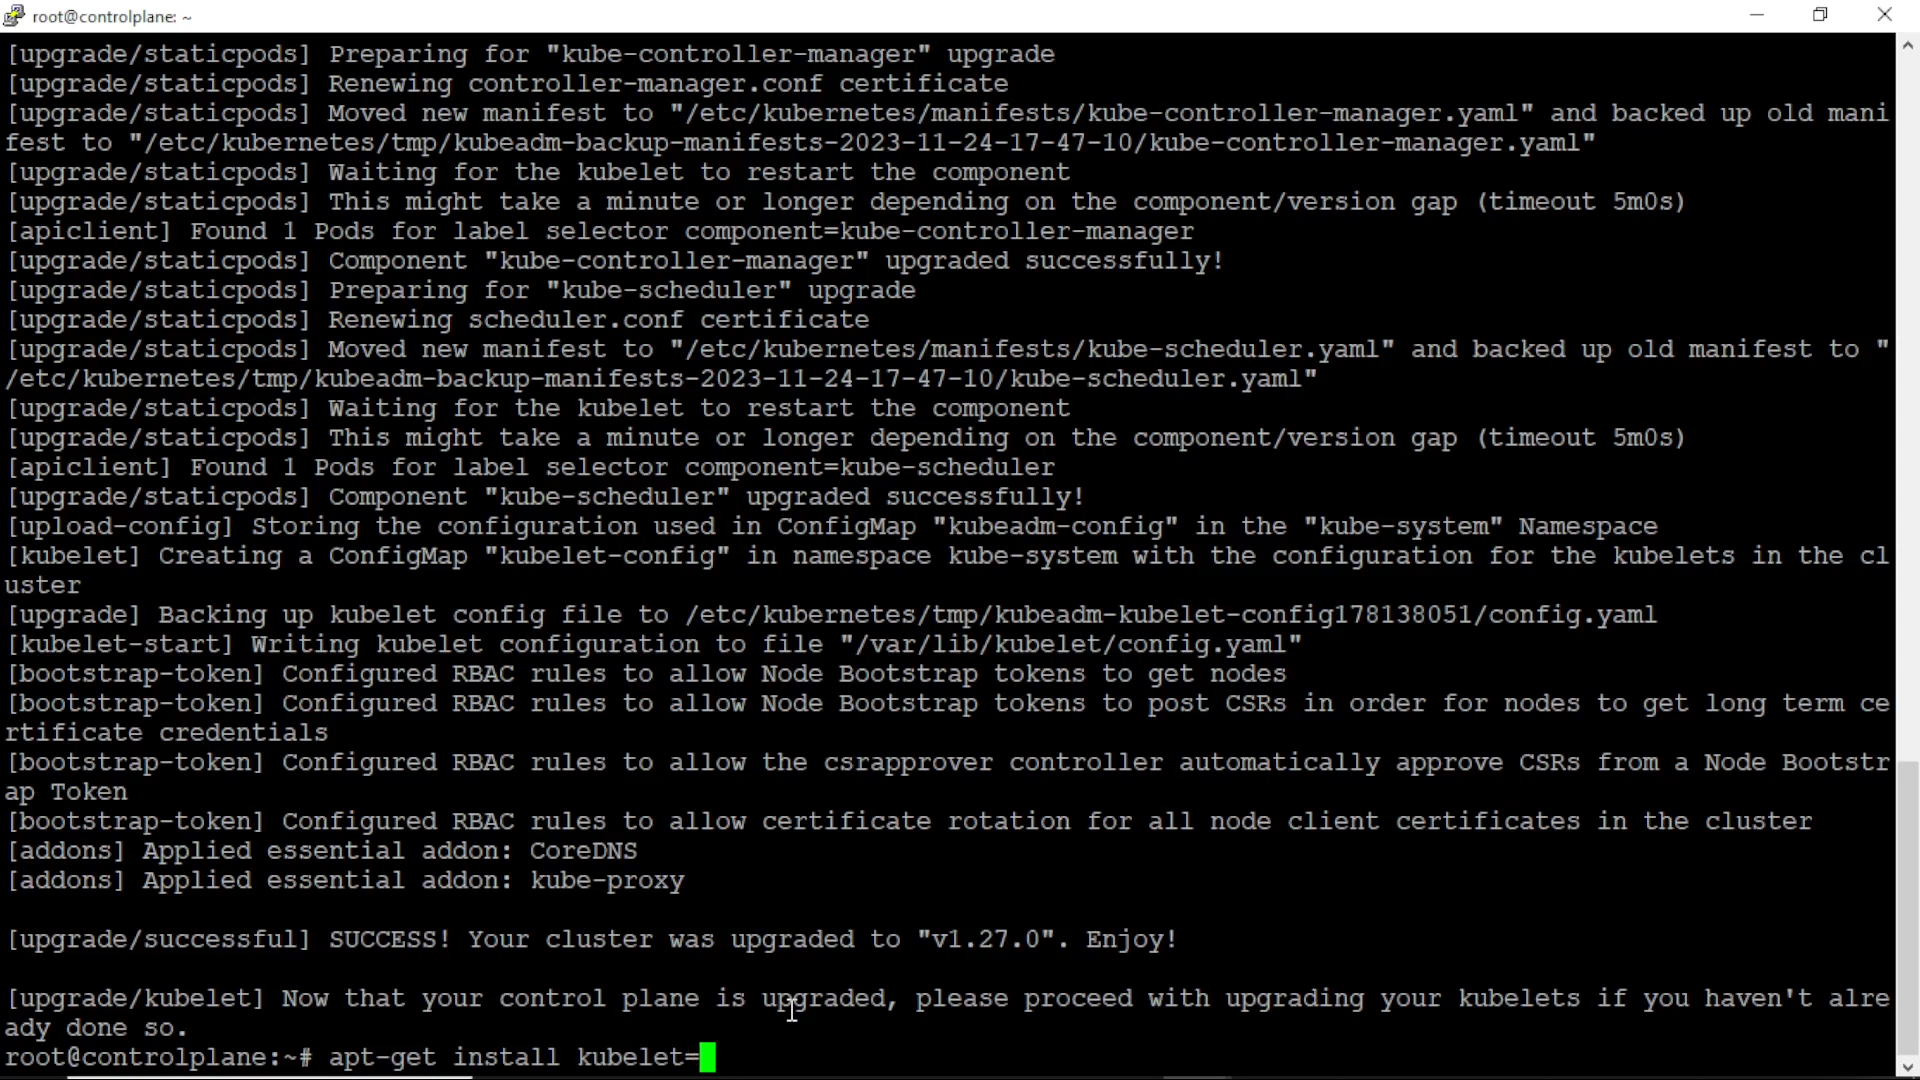 root@controlplane: ~
[upgrade/staticpods] Preparing for "kube-controller-manager" upgrade
[upgrade/staticpods] Renewing controller-manager.conf certificate
[upgrade/staticpods] Moved new manifest to "/etc/kubernetes/manifests/kube-controller-manager.yaml" and backed up old mani
fest to "/etc/kubernetes/tmp/kubeadm-backup-manifests-2023-11-24-17-47-10/kube-controller-manager.yaml"
[upgrade/staticpods] Waiting for the kubelet to restart the component
[upgrade/staticpods] This might take a minute or longer depending on the component/version gap (timeout 5m0s)
[apiclient] Found 1 Pods for label selector component=kube-controller-manager
[upgrade/staticpods] Component "kube-controller-manager" upgraded successfully!
[upgrade/staticpods] Preparing for "kube-scheduler" upgrade
[upgrade/staticpods] Renewing scheduler.conf certificate
[upgrade/staticpods] Moved new manifest to "/etc/kubernetes/manifests/kube-scheduler.yaml" and backed up old manifest to "
/etc/kubernetes/tmp/kubeadm-backup-manifests-2023-11-24-17-47-10/kube-scheduler.yaml"
[upgrade/staticpods] Waiting for the kubelet to restart the component
[upgrade/staticpods] This might take a minute or longer depending on the component/version gap (timeout 5m0s)
[apiclient] Found 1 Pods for label selector component=kube-scheduler
[upgrade/staticpods] Component "kube-scheduler" upgraded successfully!
[upload-config] Storing the configuration used in ConfigMap "kubeadm-config" in the "kube-system" Namespace
[kubelet] Creating a ConfigMap "kubelet-config" in namespace kube-system with the configuration for the kubelets in the cl
uster
[upgrade] Backing up kubelet config file to /etc/kubernetes/tmp/kubeadm-kubelet-config178138051/config.yaml
[kubelet-start] Writing kubelet configuration to file "/var/lib/kubelet/config.yaml"
[bootstrap-token] Configured RBAC rules to allow Node Bootstrap tokens to get nodes
[bootstrap-token] Configured RBAC rules to allow Node Bootstrap tokens to post CSRs in order for nodes to get long term ce
rtificate credentials
[bootstrap-token] Configured RBAC rules to allow the csrapprover controller automatically approve CSRs from a Node Bootstr
ap Token
[bootstrap-token] Configured RBAC rules to allow certificate rotation for all node client certificates in the cluster
[addons] Applied essential addon: CoreDNS
[addons] Applied essential addon: kube-proxy
[upgrade/successful] SUCCESS! Your cluster was upgraded to "v1.27.0". Enjoy!
[upgrade/kubelet] Now that your control plane is upgraded, please proceed with upgrading your kubelets if you haven't alre
ady done so.
root@controlplane:~# apt-get install kubelet=